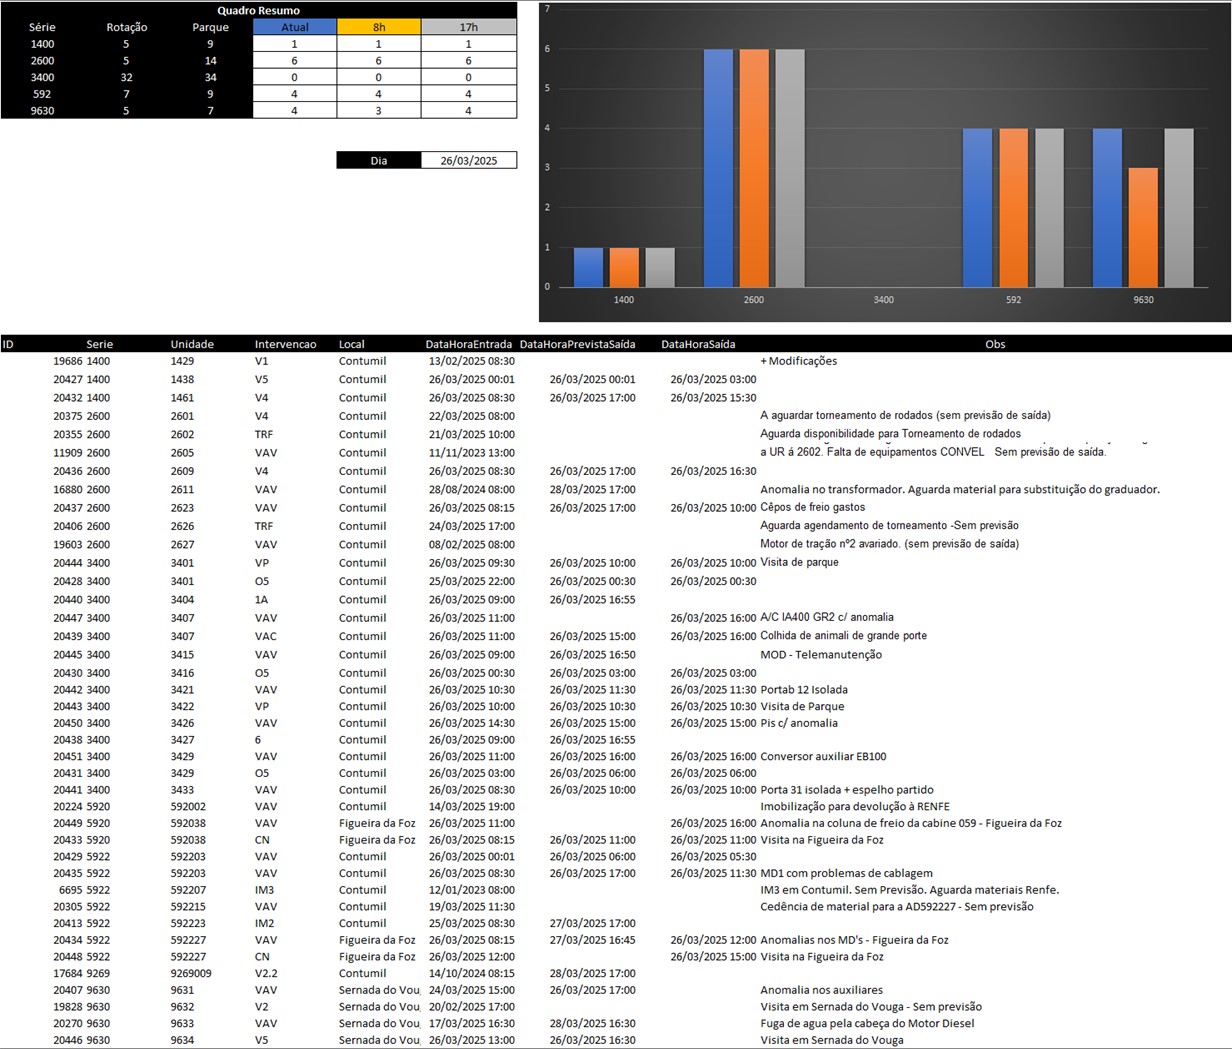 Quadro Resumo
Série Rotação Parque Atual 8h 17h
1400 5 9 1 1 1
2600 5 14 6 6 6
3400 32 34 0 0 0
592 7 9 4 4 4
9630 5 7 4 3 4
Dia 26/03/2025
7
6
5
4
3
2
1
0
1400 2600 3400 592 9630
ID Serie Unidade Intervencao Local DataHoraEntrada DataHoraPrevistaSaída DataHoraSaída Obs
19686 1400 1429 V1 Contumil 13/02/2025 08:30 + Modificações
20427 1400 1438 V5 Contumil 26/03/2025 00:01 26/03/2025 00:01 26/03/2025 03:00
20432 1400 1461 V4 Contumil 26/03/2025 08:30 26/03/2025 17:00 26/03/2025 15:30
20375 2600 2601 V4 Contumil 22/03/2025 08:00 A aguardar torneamento de rodados (sem previsão de saída)
20355 2600 2602 TRF Contumil 21/03/2025 10:00 Aguarda disponibilidade para Torneamento de rodados
11909 2600 2605 VAV Contumil 11/11/2023 13:00 a UR á 2602. Falta de equipamentos CONVEL Sem previsão de saída.
20436 2600 2609 V4 Contumil 26/03/2025 08:30 26/03/2025 17:00 26/03/2025 16:30
16880 2600 2611 VAV Contumil 28/08/2024 08:00 28/03/2025 17:00 Anomalia no transformador. Aguarda material para substituição do graduador.
20437 2600 2623 VAV Contumil 26/03/2025 08:15 26/03/2025 17:00 26/03/2025 10:00 Cêpos de freio gastos
20406 2600 2626 TRF Contumil 24/03/2025 17:00 Aguarda agendamento de torneamento -Sem previsão
19603 2600 2627 VAV Contumil 08/02/2025 08:00 Motor de tração nº2 avariado. (sem previsão de saída)
20444 3400 3401 VP Contumil 26/03/2025 09:30 26/03/2025 10:00 26/03/2025 10:00 Visita de parque
20428 3400 3401 O5 Contumil 25/03/2025 22:00 26/03/2025 00:30 26/03/2025 00:30
20440 3400 3404 1A Contumil 26/03/2025 09:00 26/03/2025 16:55
20447 3400 3407 VAV Contumil 26/03/2025 11:00 26/03/2025 16:00 A/C IA400 GR2 c/ anomalia
20439 3400 3407 VAC Contumil 26/03/2025 11:00 26/03/2025 15:00 26/03/2025 16:00 Colhida de animali de grande porte
20445 3400 3415 VAV Contumil 26/03/2025 09:00 26/03/2025 16:50 MOD - Telemanutenção
20430 3400 3416 O5 Contumil 26/03/2025 00:30 26/03/2025 03:00 26/03/2025 03:00
20442 3400 3421 VAV Contumil 26/03/2025 10:30 26/03/2025 11:30 26/03/2025 11:30 Portab 12 Isolada
20443 3400 3422 VP Contumil 26/03/2025 10:00 26/03/2025 10:30 26/03/2025 10:30 Visita de Parque
20450 3400 3426 VAV Contumil 26/03/2025 14:30 26/03/2025 15:00 26/03/2025 15:00 Pis c/ anomalia
20438 3400 3427 6 Contumil 26/03/2025 09:00 26/03/2025 16:55
20451 3400 3429 VAV Contumil 26/03/2025 11:00 26/03/2025 16:00 26/03/2025 16:00 Conversor auxiliar EB100
20431 3400 3429 O5 Contumil 26/03/2025 03:00 26/03/2025 06:00 26/03/2025 06:00
20441 3400 3433 VAV Contumil 26/03/2025 08:30 26/03/2025 10:00 26/03/2025 10:00 Porta 31 isolada + espelho partido
20224 5920 592002 VAV Contumil 14/03/2025 19:00 Imobilização para devolução à RENFE
20449 5920 592038 VAV Figueira da Foz 26/03/2025 11:00 26/03/2025 16:00 Anomalia na coluna de freio da cabine 059 - Figueira da Foz
20433 5920 592038 CN Figueira da Foz 26/03/2025 08:15 26/03/2025 11:00 26/03/2025 11:00 Visita na Figueira da Foz
20429 5922 592203 VAV Contumil 26/03/2025 00:01 26/03/2025 06:00 26/03/2025 05:30
20435 5922 592203 VAV Contumil 26/03/2025 08:30 26/03/2025 17:00 26/03/2025 11:30 MD1 com problemas de cablagem
6695 5922 592207 IM3 Contumil 12/01/2023 08:00 IM3 em Contumil. Sem Previsão. Aguarda materiais Renfe.
20305 5922 592215 VAV Contumil 19/03/2025 11:30 Cedência de material para a AD592227 - Sem previsão
20413 5922 592223 IM2 Contumil 25/03/2025 08:30 27/03/2025 17:00
20434 5922 592227 VAV Figueira da Foz 26/03/2025 08:15 27/03/2025 16:45 26/03/2025 12:00 Anomalias nos MD's - Figueira da Foz
20448 5922 592227 CN Figueira da Foz 26/03/2025 12:00 26/03/2025 15:00 Visita na Figueira da Foz
17684 9269 9269009 V2.2 Contumil 14/10/2024 08:15 28/03/2025 17:00
20407 9630 9631 VAV Sernada do Vou 24/03/2025 15:00 26/03/2025 17:00 Anomalia nos auxiliares
19828 9630 9632 V2 Sernada do Vou 20/02/2025 17:00 Visita em Sernada do Vouga - Sem previsão
20270 9630 9633 VAV Sernada do Vou 17/03/2025 16:30 28/03/2025 16:30 Fuga de agua pela cabeça do Motor Diesel
20446 9630 9634 V5 Sernada do Vou 26/03/2025 13:00 26/03/2025 16:30 Visita em Sernada do Vouga